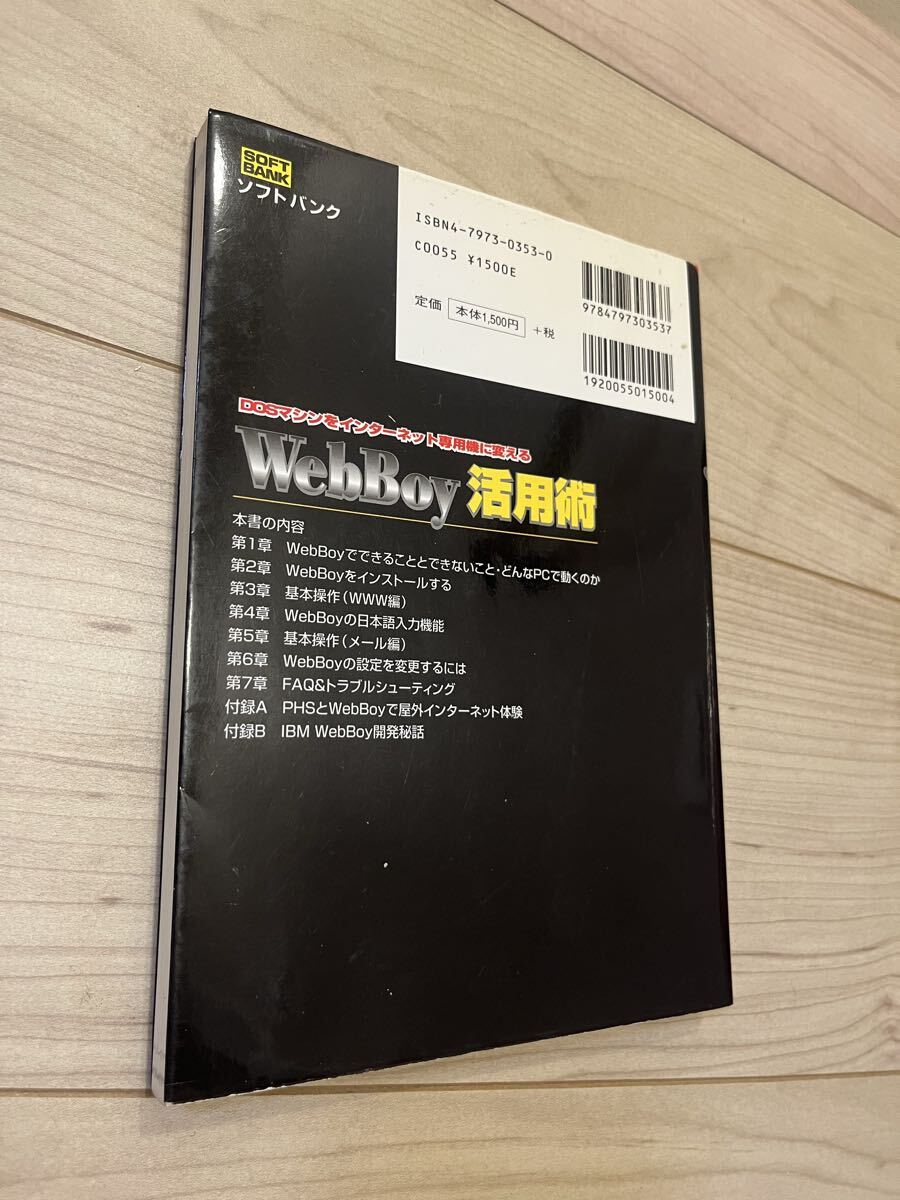 SOFT
BANK
ソフトバンク
ISBN4-7973-0353-0
C0055 ¥1500E
定価 本体1,500円 +税
9784797303537
1920055015004
DOSマシンをインターネット専用機に変える
WebBoy 活用術
本書の内容
第1章 WebBoyでできることとできないこと・どんなPCで動くのか
第2章 WebBoyをインストールする
第3章 基本操作（WWW編）
第4章 WebBoyの日本語入力機能
第5章 基本操作（メール編）
第6章 WebBoyの設定を変更するには
第7章 FAQ&トラブルシューティング
付録A PHSとWebBoyで屋外インターネット体験
付録B IBM WebBoy開発秘話